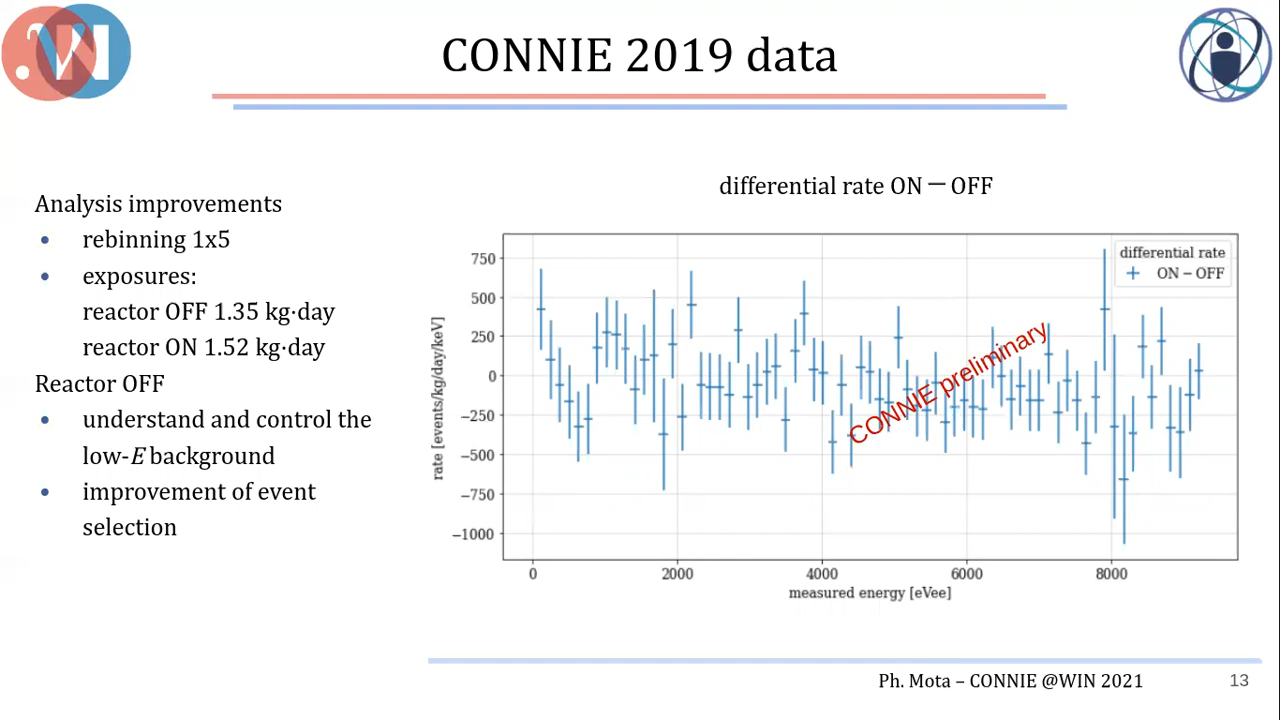 CONNIE 2019 data
Analysis improvements
• rebinning 1x5
• exposures:
reactor OFF 1.35 kg·day
reactor ON 1.52 kg·day
Reactor OFF
• understand and control the
low-E background
• improvement of event
selection
differential rate ON − OFF
differential rate
ON − OFF
750
500
250
0
−250
−500
−750
−1000
rate [events/kg/day/keV]
CONNIE preliminary
0 2000 4000 6000 8000
measured energy [eVee]
Ph. Mota – CONNIE @WIN 2021
13